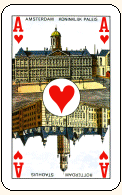 A A
AMSTERDAM KONINKLIJK PALEIS
ROTTERDAM STADHUIS
A A